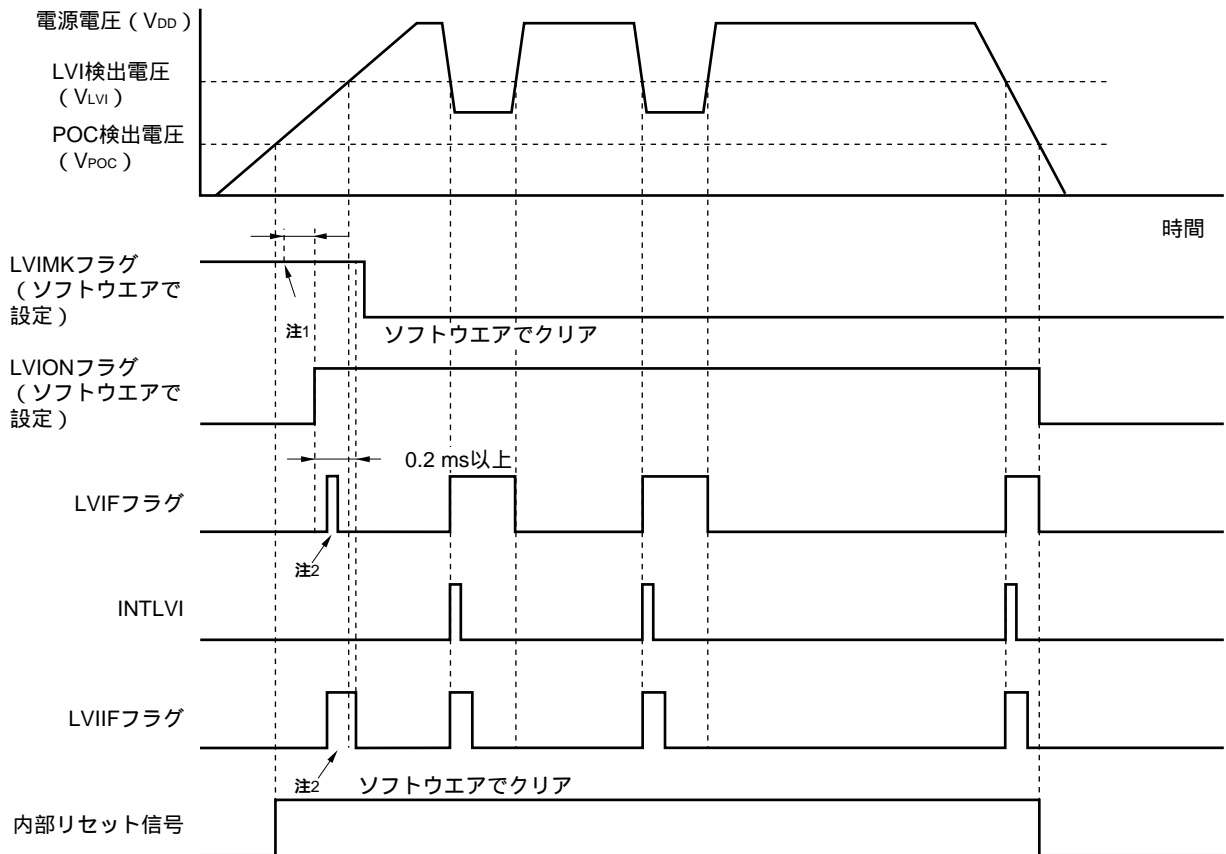 電源電圧（VDD）
LVI検出電圧
（VLVI）
POC検出電圧
（VPOC）
時間
LVIMKフラグ
（ソフトウエアで
設定）
注1
ソフトウエアでクリア
LVIONフラグ
（ソフトウエアで
設定）
0.2 ms以上
LVIFフラグ
注2
INTLVI
LVIIFフラグ
注2
ソフトウエアでクリア
内部リセット信号